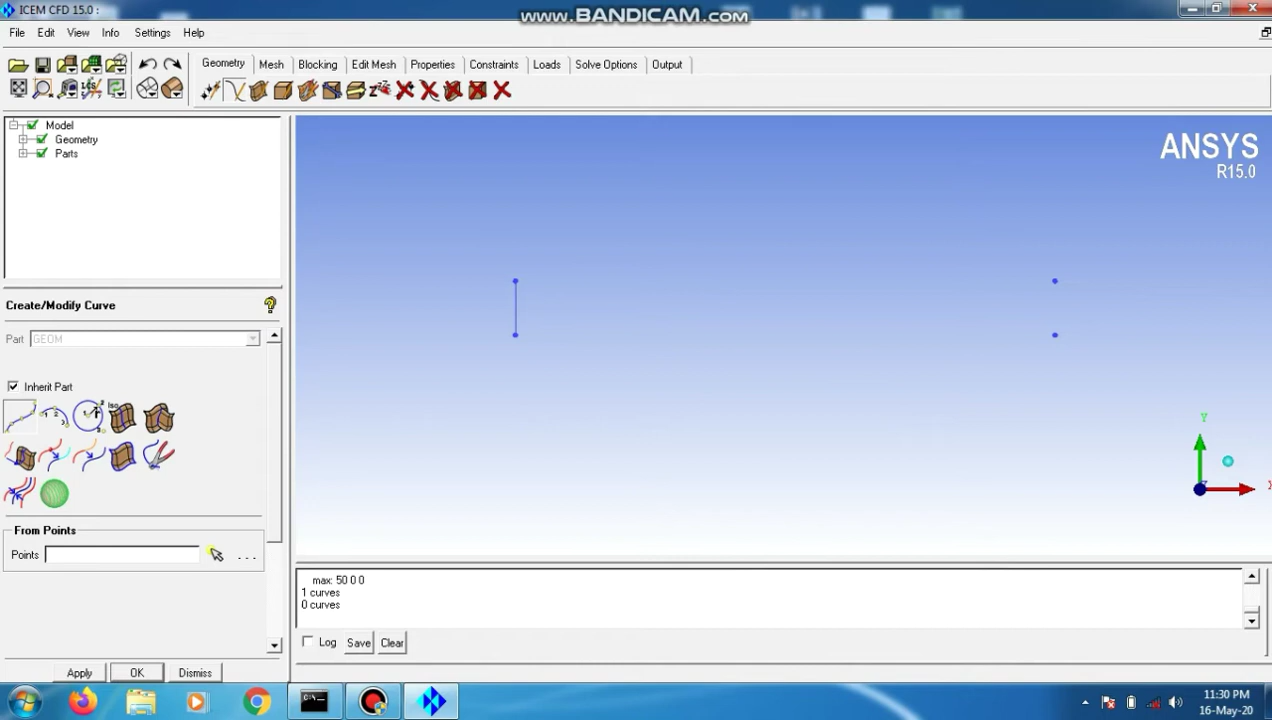 ICEM CFD 15.0 :
www.BANDICAM.com
File Edit View Info Settings Help
Geometry Mesh Blocking Edit Mesh Properties Constraints Loads Solve Options Output
Model
Geometry
Parts
ANSYS
R15.0
Create/Modify Curve
Part GEOM
Inherit Part
From Points
Points
. . .
Y
X
max: 50 0 0
1 curves
0 curves
Log Save Clear
Apply OK Dismiss
11:30 PM
16-May-20